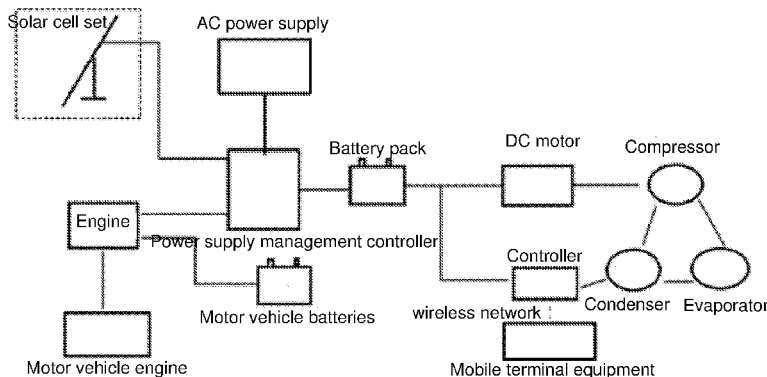 Solar cell set
AC power supply
Battery pack
DC motor
Compressor
Engine
Power supply management controller
Controller
Motor vehicle batteries
wireless network
Condenser
Evaporator
Motor vehicle engine
Mobile terminal equipment